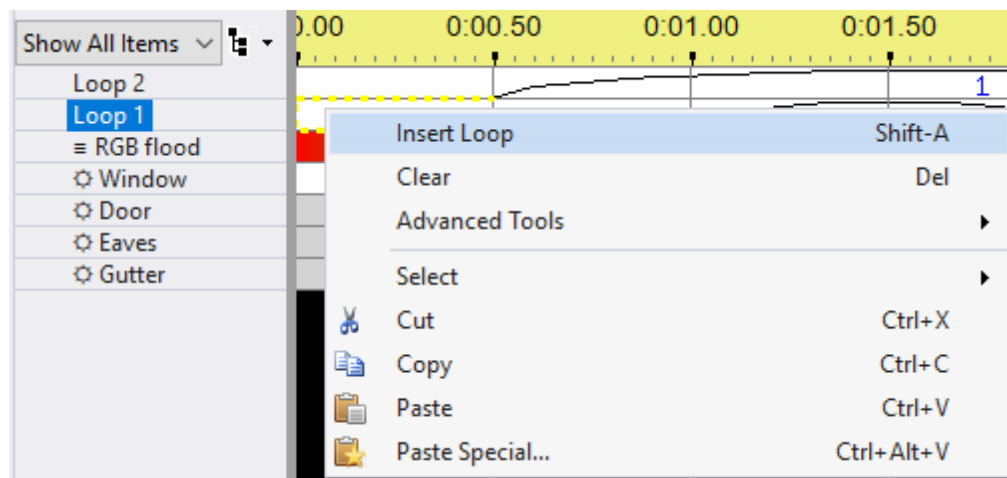 Show All Items
0.00 0:00.50 0:01.00 0:01.50
Loop 2
1
Loop 1
RGB flood
Window
Door
Eaves
Gutter
Insert Loop Shift-A
Clear Del
Advanced Tools
Select
Cut Ctrl+X
Copy Ctrl+C
Paste Ctrl+V
Paste Special... Ctrl+Alt+V